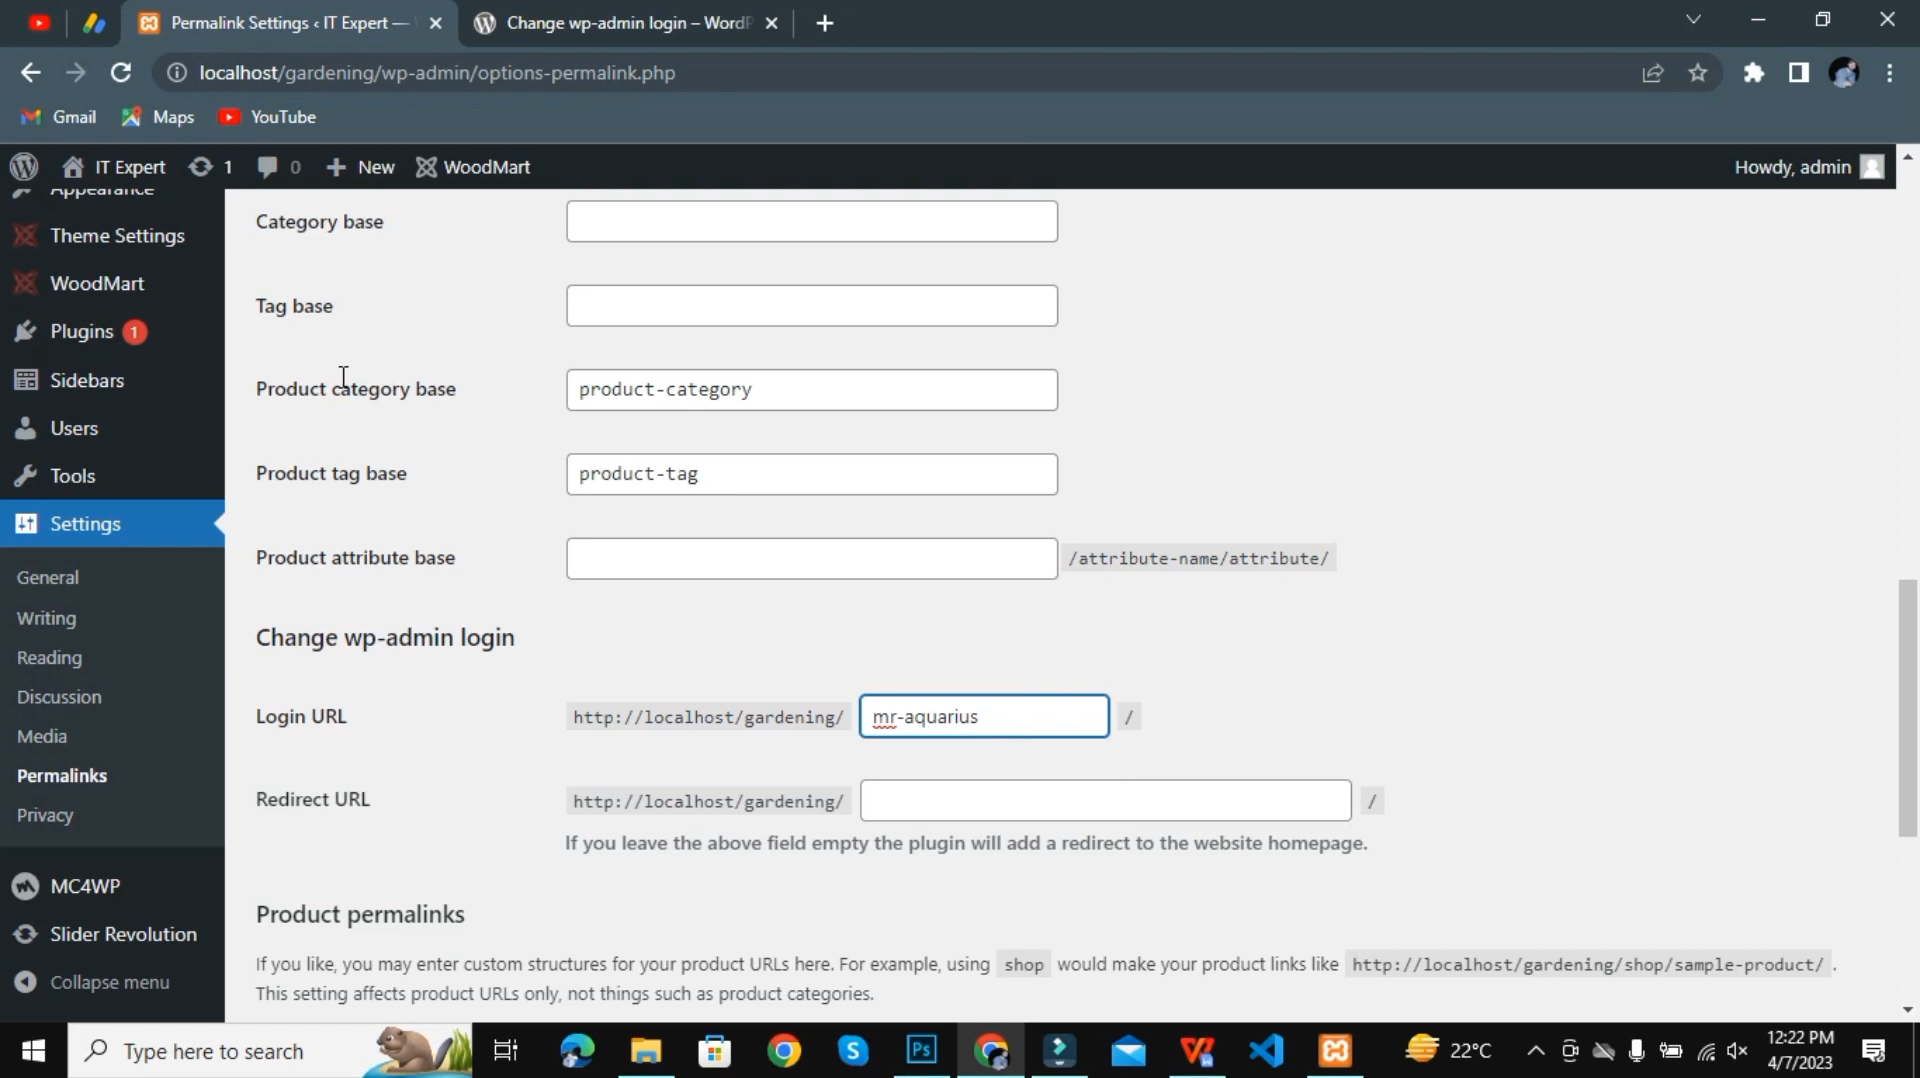 Permalink Settings ‹ IT Expert —
Change wp-admin login – WordP
localhost/gardening/wp-admin/options-permalink.php
Gmail
Maps
YouTube
IT Expert
1
0
New
WoodMart
Howdy, admin
Appearance
Theme Settings
WoodMart
Plugins 1
Sidebars
Users
Tools
Settings
General
Writing
Reading
Discussion
Media
Permalinks
Privacy
MC4WP
Slider Revolution
Collapse menu
Category base
Tag base
Product category base product-category
Product tag base product-tag
Product attribute base /attribute-name/attribute/
Change wp-admin login
Login URL http://localhost/gardening/ mr-aquarius /
Redirect URL http://localhost/gardening/ /
If you leave the above field empty the plugin will add a redirect to the website homepage.
Product permalinks
If you like, you may enter custom structures for your product URLs here. For example, using shop would make your product links like http://localhost/gardening/shop/sample-product/ .
This setting affects product URLs only, not things such as product categories.
Type here to search
Ps
22°C
12:22 PM
4/7/2023